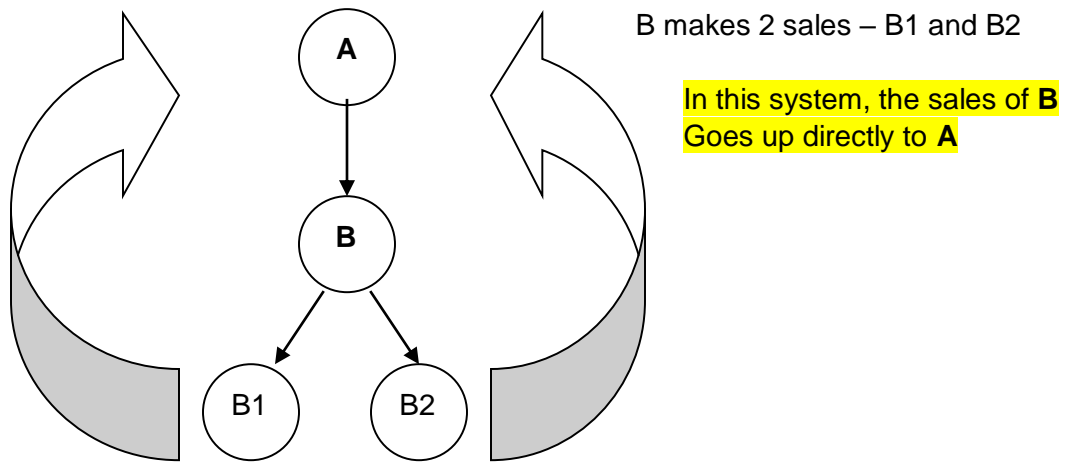 B makes 2 sales – B1 and B2
A
In this system, the sales of B
Goes up directly to A
B
B1
B2